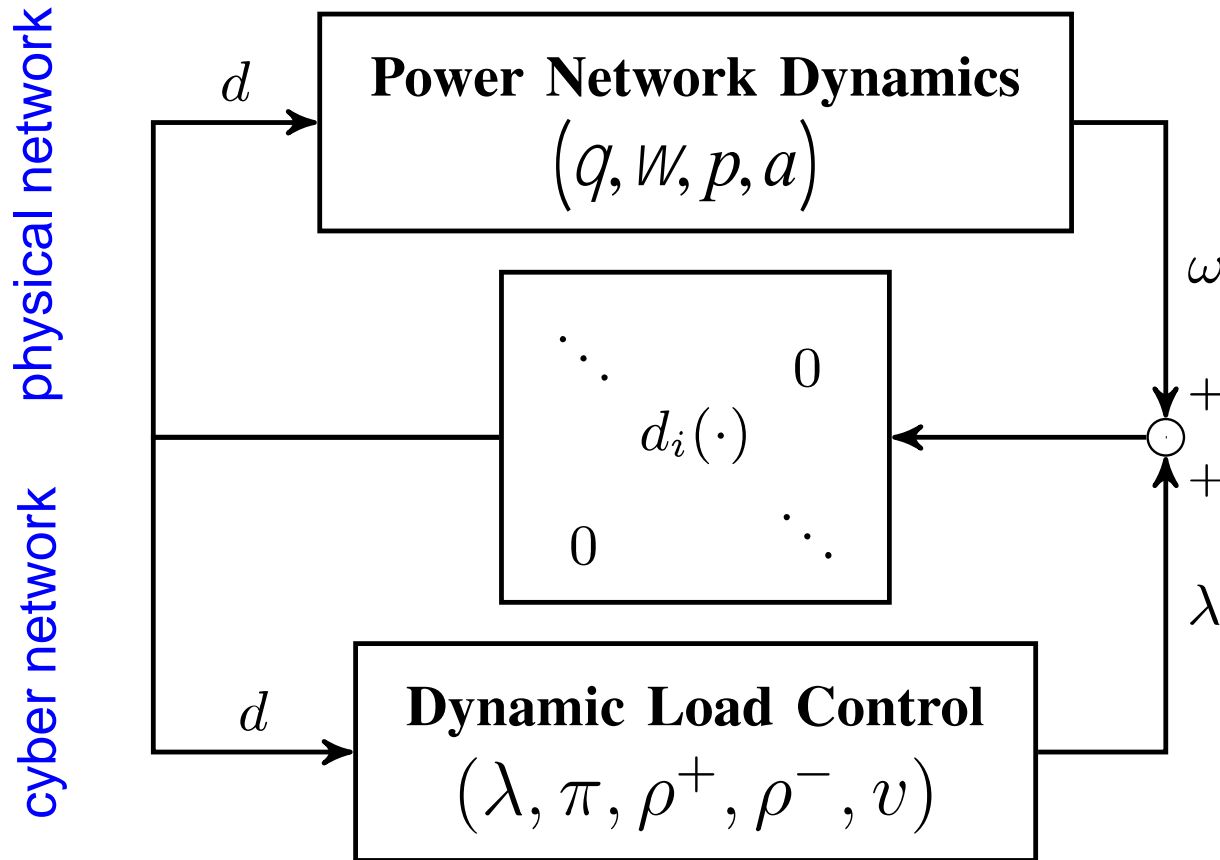 physical network
cyber network
d
Power Network Dynamics
(q, w, p, a)
ω
⋱ 0
d_i(·)
0 ⋱
+
+
λ
d
Dynamic Load Control
(λ, π, ρ⁺, ρ⁻, v)